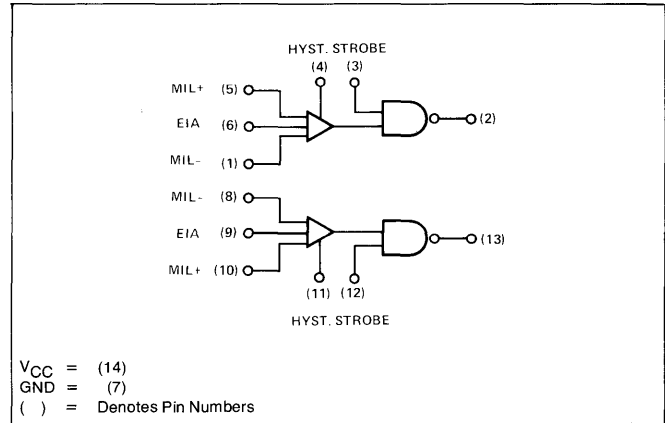 HYST. STROBE
(4) (3)
MIL+ (5)
EIA (6)
(2)
MIL- (1)
MIL- (8)
EIA (9)
(13)
MIL+ (10)
(11) (12)
HYST. STROBE
VCC = (14)
GND = (7)
( ) = Denotes Pin Numbers